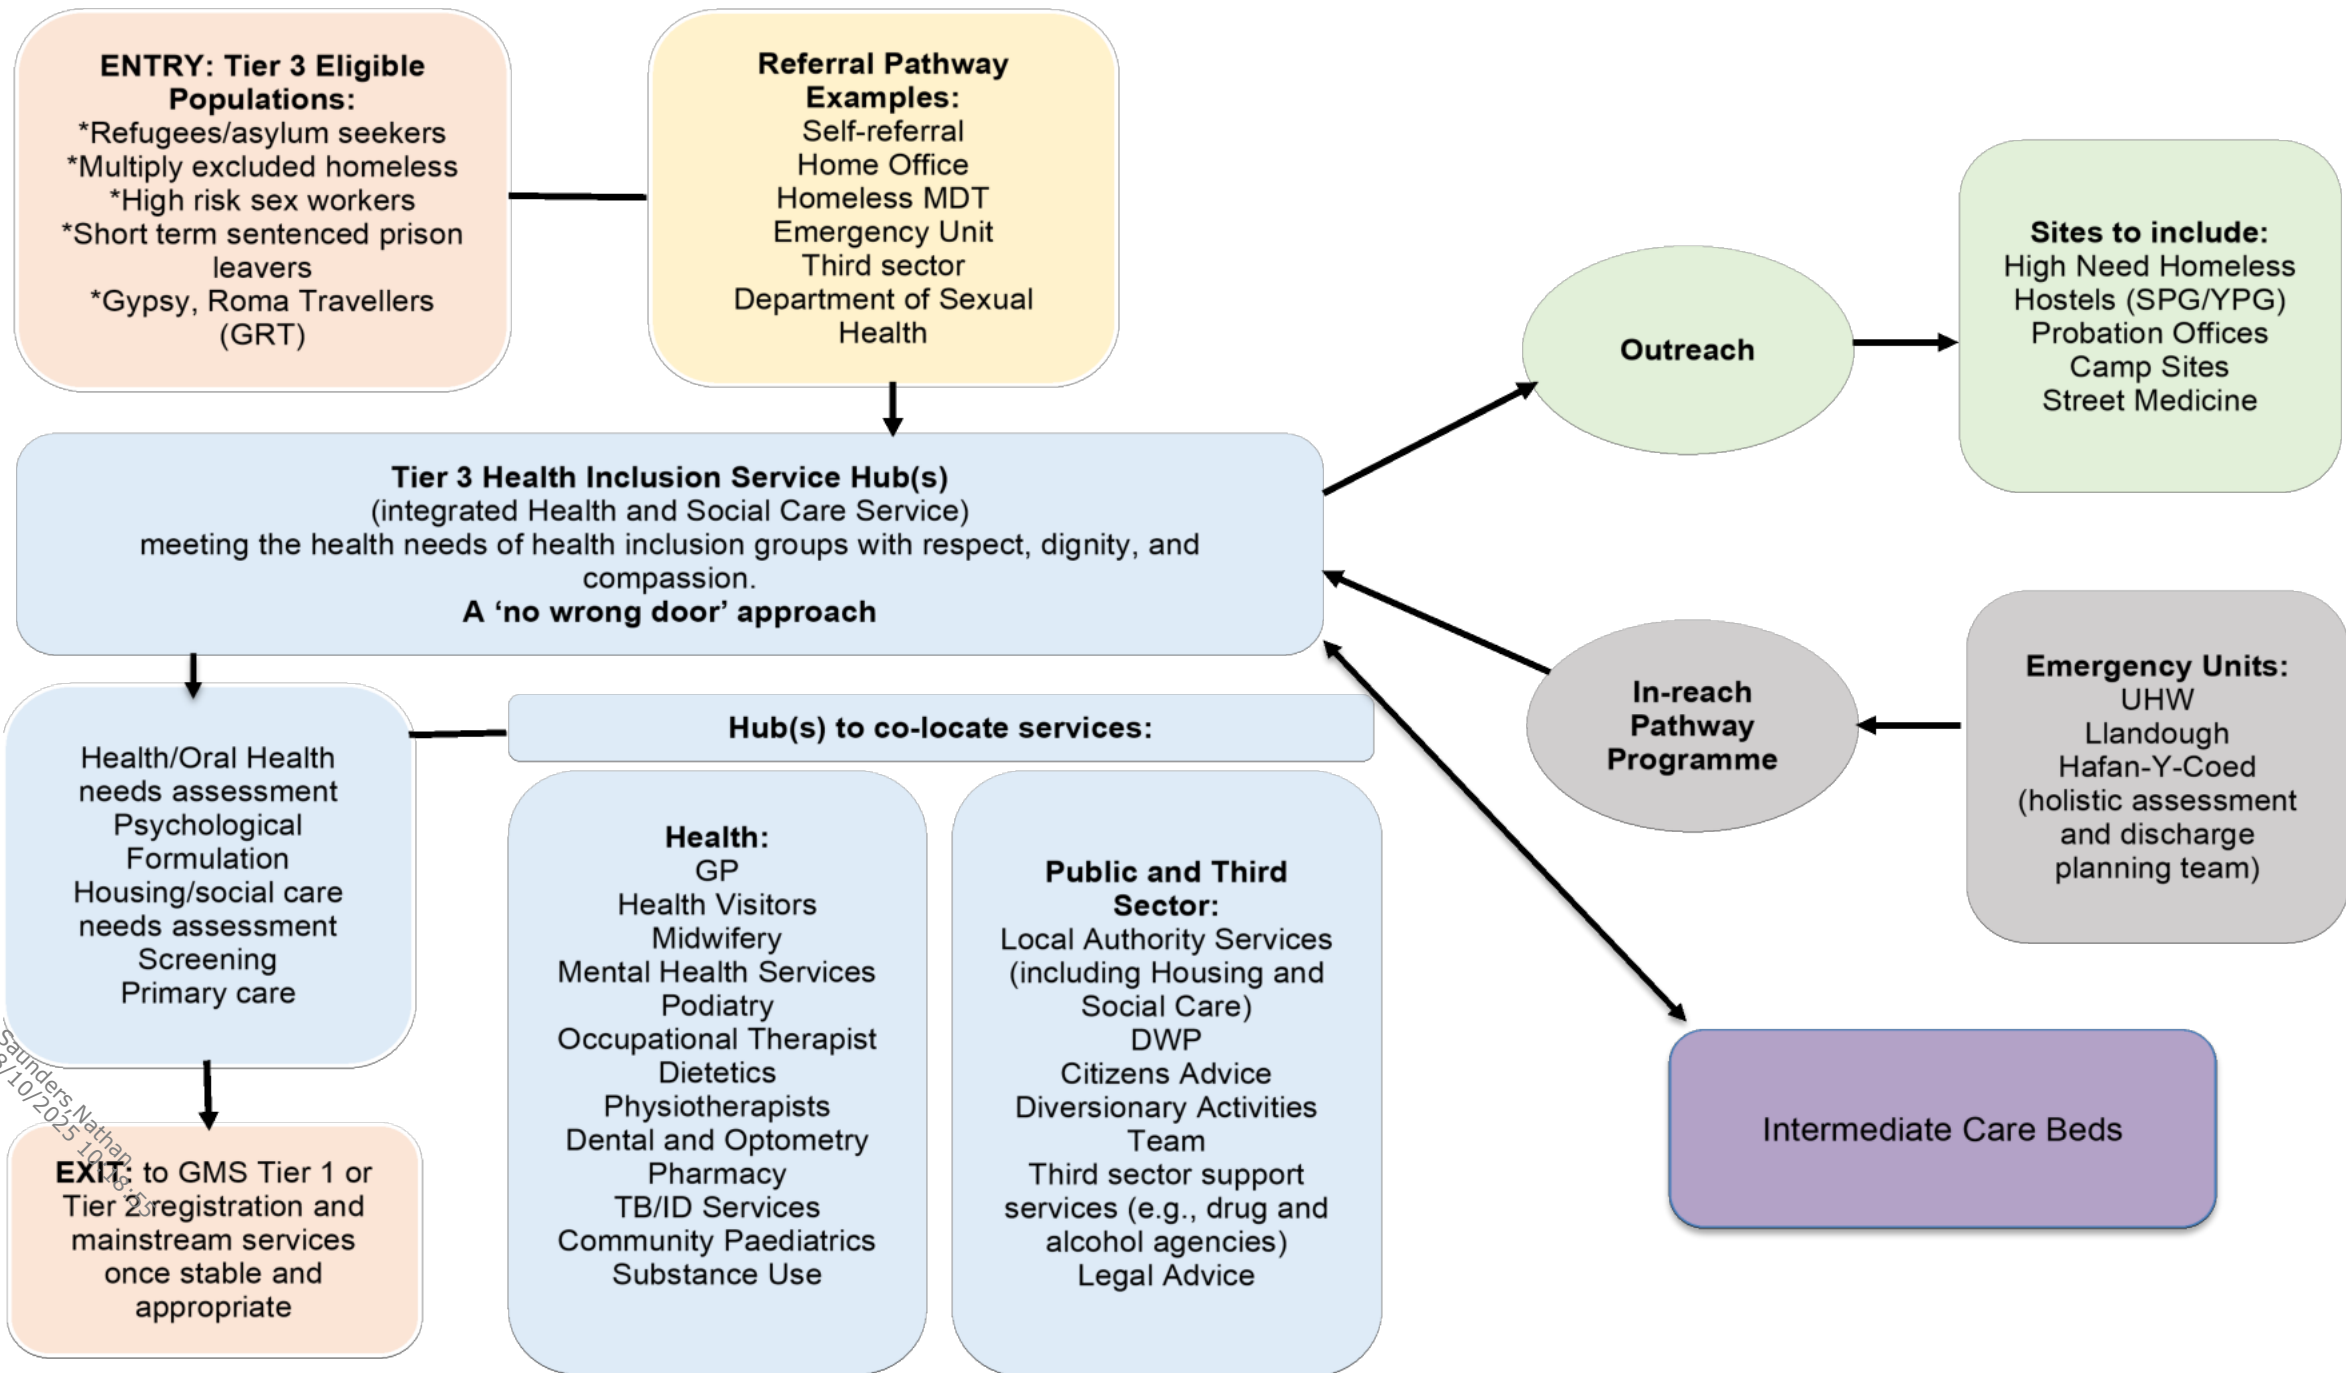 ENTRY: Tier 3 Eligible
Populations:
*Refugees/asylum seekers
*Multiply excluded homeless
*High risk sex workers
*Short term sentenced prison
leavers
*Gypsy, Roma Travellers
(GRT)
Referral Pathway
Examples:
Self-referral
Home Office
Homeless MDT
Emergency Unit
Third sector
Department of Sexual
Health
Tier 3 Health Inclusion Service Hub(s)
(integrated Health and Social Care Service)
meeting the health needs of health inclusion groups with respect, dignity, and
compassion.
A ‘no wrong door’ approach
Outreach
Sites to include:
High Need Homeless
Hostels (SPG/YPG)
Probation Offices
Camp Sites
Street Medicine
In-reach
Pathway
Programme
Emergency Units:
UHW
Llandough
Hafan-Y-Coed
(holistic assessment
and discharge
planning team)
Health/Oral Health
needs assessment
Psychological
Formulation
Housing/social care
needs assessment
Screening
Primary care
Hub(s) to co-locate services:
Health:
GP
Health Visitors
Midwifery
Mental Health Services
Podiatry
Occupational Therapist
Dietetics
Physiotherapists
Dental and Optometry
Pharmacy
TB/ID Services
Community Paediatrics
Substance Use
Public and Third
Sector:
Local Authority Services
(including Housing and
Social Care)
DWP
Citizens Advice
Diversionary Activities
Team
Third sector support
services (e.g., drug and
alcohol agencies)
Legal Advice
Intermediate Care Beds
EXIT: to GMS Tier 1 or
Tier 2 registration and
mainstream services
once stable and
appropriate
Saunders,Nathan